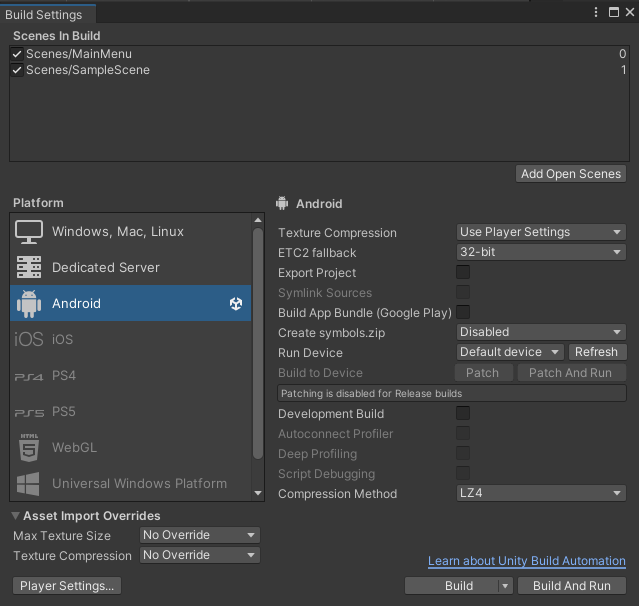 Build Settings
Scenes In Build
Scenes/MainMenu 0
Scenes/SampleScene 1
Add Open Scenes
Platform
Windows, Mac, Linux
Dedicated Server
Android
iOS iOS
PS4 PS4
PS5 PS5
HTML 5 WebGL
Universal Windows Platform
Android
Texture Compression Use Player Settings
ETC2 fallback 32-bit
Export Project
Symlink Sources
Build App Bundle (Google Play)
Create symbols.zip Disabled
Run Device Default device Refresh
Build to Device Patch Patch And Run
Patching is disabled for Release builds
Development Build
Autoconnect Profiler
Deep Profiling
Script Debugging
Compression Method LZ4
Asset Import Overrides
Max Texture Size No Override
Texture Compression No Override
Learn about Unity Build Automation
Player Settings... Build Build And Run